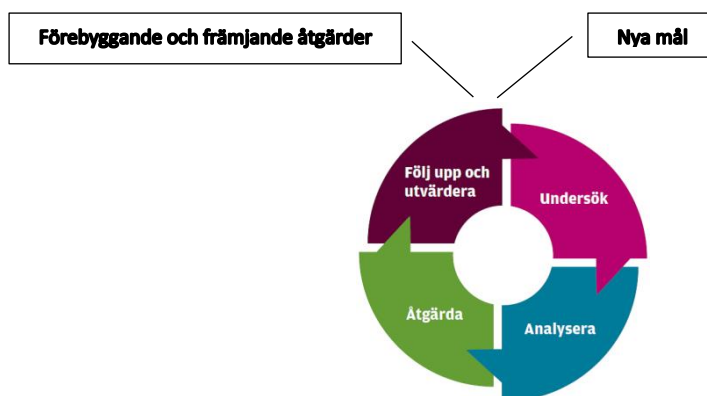 Förebyggande och främjande åtgärder
Nya mål
Följ upp och
utvärdera
Undersök
Åtgärda
Analysera